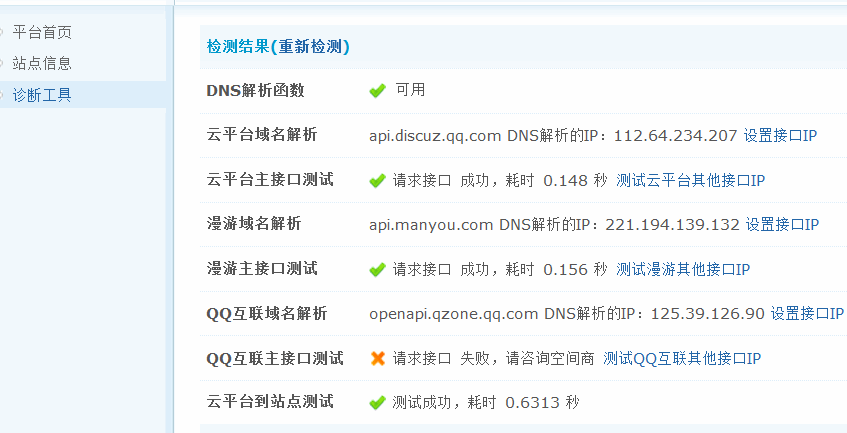 平台首页
站点信息
诊断工具
检测结果(重新检测)
DNS解析函数 可用
云平台域名解析 api.discuz.qq.com DNS解析的IP：112.64.234.207 设置接口IP
云平台主接口测试 请求接口 成功，耗时 0.148 秒 测试云平台其他接口IP
漫游域名解析 api.manyou.com DNS解析的IP：221.194.139.132 设置接口IP
漫游主接口测试 请求接口 成功，耗时 0.156 秒 测试漫游其他接口IP
QQ互联域名解析 openapi.qzone.qq.com DNS解析的IP：125.39.126.90 设置接口IP
QQ互联主接口测试 请求接口 失败，请咨询空间商 测试QQ互联其他接口IP
云平台到站点测试 测试成功，耗时 0.6313 秒